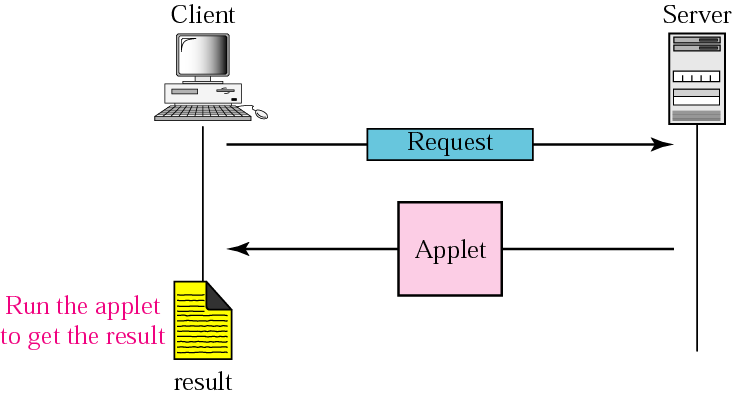 Client
Server
Request
Applet
Run the applet
to get the result
result